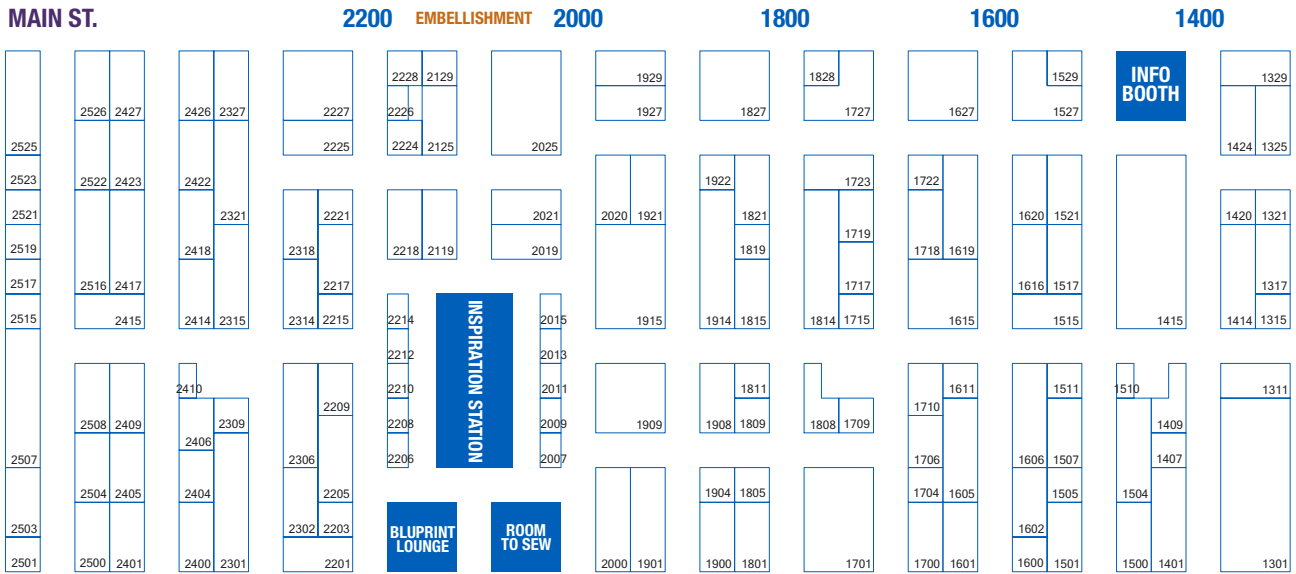 MAIN ST. 2200 EMBELLISHMENT 2000 1800 1600 1400
2228 2129 1929 1828 1529 INFO 1329
BOOTH
2526 2427 2426 2327 2227 2226 1927 1827 1727 1627 1527
2525 2225 2224 2125 2025 1424 1325
2523 2522 2423 2422 1922 1723 1722
2521 2321 2221 2021 2020 1921 1821 1719 1620 1521 1420 1321
2519 2418 2318 2218 2119 2019 1819 1718 1619
2517 2516 2417 2217 1717 1616 1517 1317
2515 2415 2414 2315 2314 2215 2214 INSPIRATION STATION 2015 1915 1914 1815 1814 1715 1615 1515 1415 1414 1315
2212 2013
2410 2210 2011 1811 1611 1511 1510 1311
2508 2409 2406 2309 2209 2208 2009 1909 1908 1809 1808 1709 1710 1409
2507 2306 2206 2007 1706 1606 1507 1407
2504 2405 2404 2205 1904 1805 1704 1605 1505 1504
2503 2302 2203 BLUPRINT ROOM 1602
LOUNGE TO SEW
2501 2500 2401 2400 2301 2201 2000 1901 1900 1801 1701 1700 1601 1600 1501 1500 1401 1301